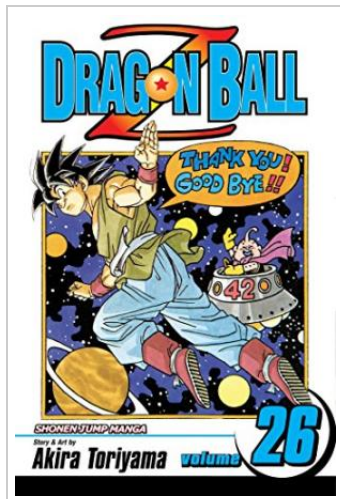 DRAGON BALL
Z
THANK YOU!
GOOD BYE!!
42
SHONEN JUMP MANGA
Story & Art by
Akira Toriyama
volume 26